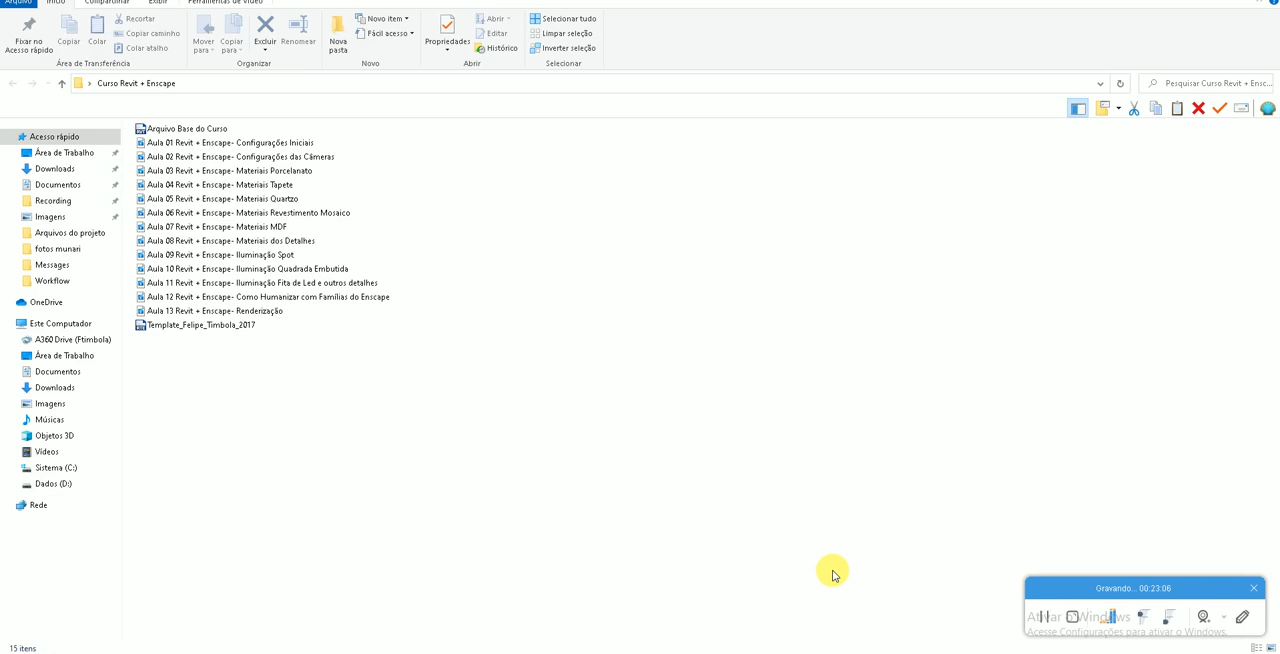 Arquivo Início Compartilhar Exibir Ferramentas de Vídeo
Fixar no Acesso rápido
Copiar
Colar
Recortar
Copiar caminho
Colar atalho
Área de Transferência
Mover para
Copiar para
Excluir
Renomear
Organizar
Nova pasta
Novo item
Fácil acesso
Novo
Propriedades
Abrir
Editar
Histórico
Abrir
Selecionar tudo
Limpar seleção
Inverter seleção
Selecionar
Curso Revit + Enscape
Pesquisar Curso Revit + Ensc...
Acesso rápido
Área de Trabalho
Downloads
Documentos
Recording
Imagens
Arquivos do projeto
fotos munari
Messages
Workflow
OneDrive
Este Computador
A360 Drive (Ftimbola)
Área de Trabalho
Documentos
Downloads
Imagens
Músicas
Objetos 3D
Vídeos
Sistema (C:)
Dados (D:)
Rede
Arquivo Base do Curso
Aula 01 Revit + Enscape- Configurações Iniciais
Aula 02 Revit + Enscape- Configurações das Câmeras
Aula 03 Revit + Enscape- Materiais Porcelanato
Aula 04 Revit + Enscape- Materiais Tapete
Aula 05 Revit + Enscape- Materiais Quartzo
Aula 06 Revit + Enscape- Materiais Revestimento Mosaico
Aula 07 Revit + Enscape- Materiais MDF
Aula 08 Revit + Enscape- Materiais dos Detalhes
Aula 09 Revit + Enscape- Iluminação Spot
Aula 10 Revit + Enscape- Iluminação Quadrada Embutida
Aula 11 Revit + Enscape- Iluminação Fita de Led e outros detalhes
Aula 12 Revit + Enscape- Como Humanizar com Famílias do Enscape
Aula 13 Revit + Enscape- Renderização
Template_Felipe_Timbola_2017
Gravando... 00:23:06
Ativar o Windows
Acesse Configurações para ativar o Windows.
15 itens